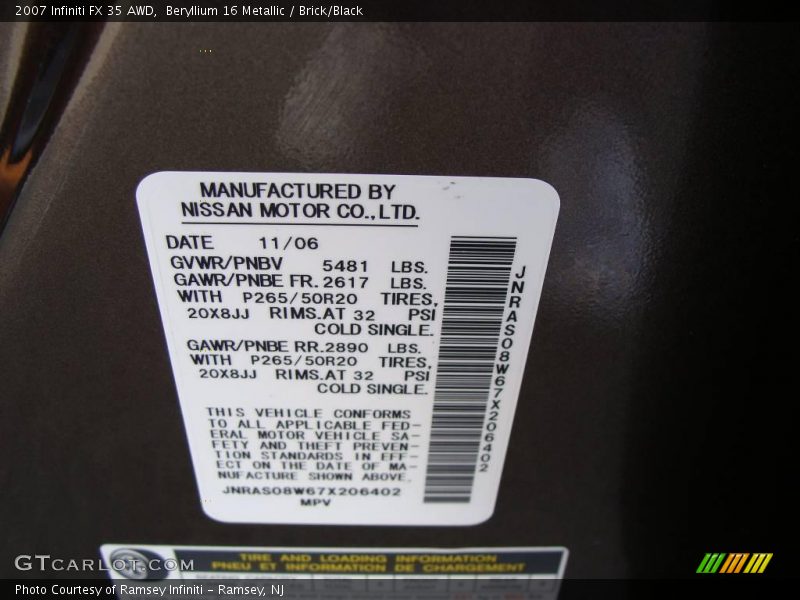 2007 Infiniti FX 35 AWD, Beryllium 16 Metallic / Brick/Black
MANUFACTURED BY
NISSAN MOTOR CO., LTD.
DATE 11/06
GVWR/PNBV 5481 LBS.
GAWR/PNBE FR. 2617 LBS.
WITH P265/50R20 TIRES,
20X8JJ RIMS. AT 32 PSI
COLD SINGLE.
GAWR/PNBE RR. 2890 LBS.
WITH P265/50R20 TIRES,
20X8JJ RIMS. AT 32 PSI
COLD SINGLE.
THIS VEHICLE CONFORMS
TO ALL APPLICABLE FED-
ERAL MOTOR VEHICLE SA-
FETY AND THEFT PREVEN-
TION STANDARDS IN EFF-
ECT ON THE DATE OF MA-
NUFACTURE SHOWN ABOVE.
JNRAS08W67X206402
MPV
JNRAS08W67X206402
TIRE AND LOADING INFORMATION
PNEU ET INFORMATION DE CHARGEMENT
GTCARLOT.COM
Photo Courtesy of Ramsey Infiniti - Ramsey, NJ